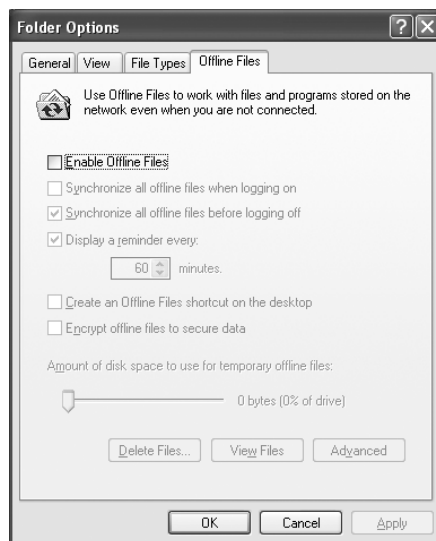 Folder Options
General View File Types Offline Files
Use Offline Files to work with files and programs stored on the
network even when you are not connected.
Enable Offline Files
Synchronize all offline files when logging on
Synchronize all offline files before logging off
Display a reminder every:
60 minutes.
Create an Offline Files shortcut on the desktop
Encrypt offline files to secure data
Amount of disk space to use for temporary offline files:
0 bytes (0% of drive)
Delete Files... View Files Advanced
OK Cancel Apply